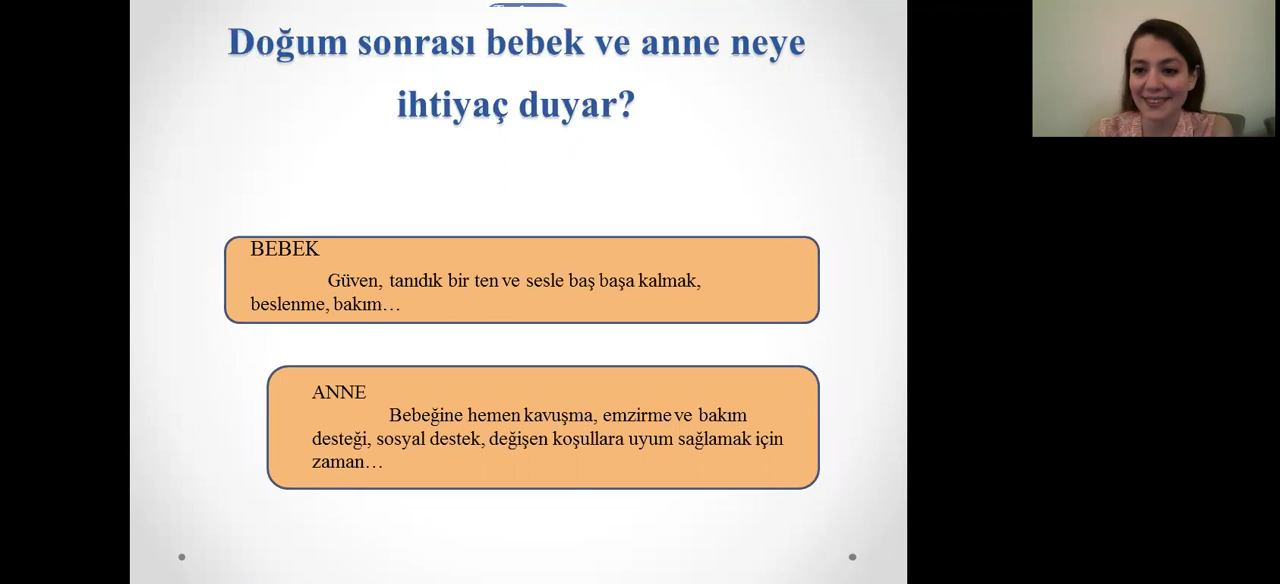 Doğum sonrası bebek ve anne neye
ihtiyaç duyar?
BEBEK
Güven, tanıdık bir ten ve sesle baş başa kalmak,
beslenme, bakım…
ANNE
Bebeğine hemen kavuşma, emzirme ve bakım
desteği, sosyal destek, değişen koşullara uyum sağlamak için
zaman…